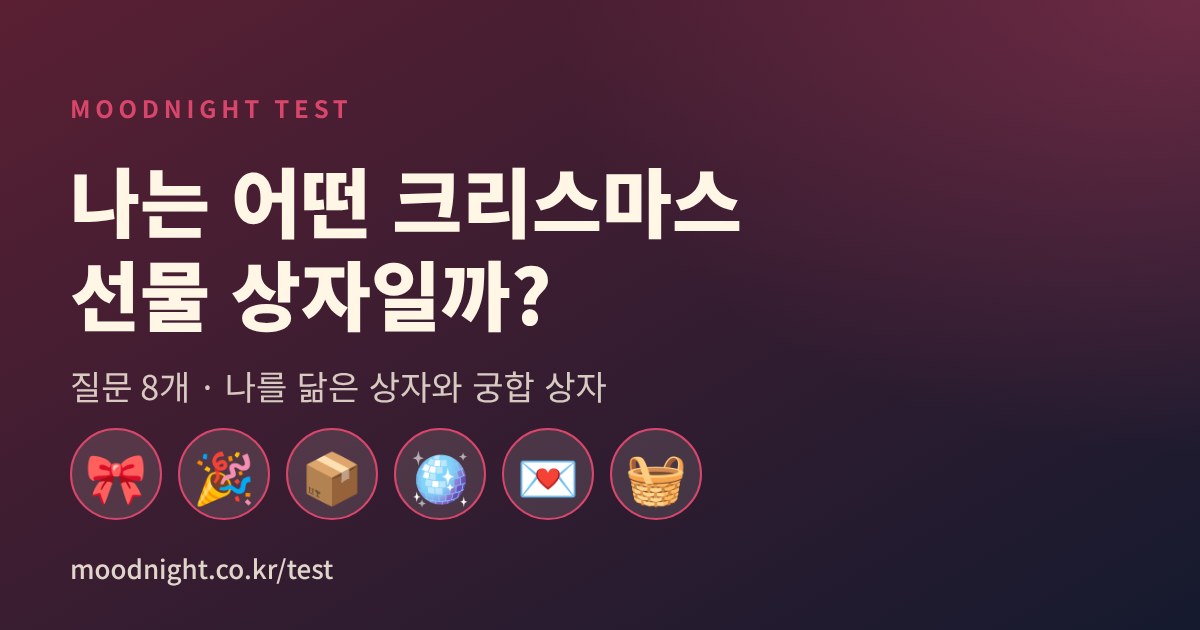 MOODNIGHT TEST
나는 어떤 크리스마스
선물 상자일까?
질문 8개 · 나를 닮은 상자와 궁합 상자
moodnight.co.kr/test